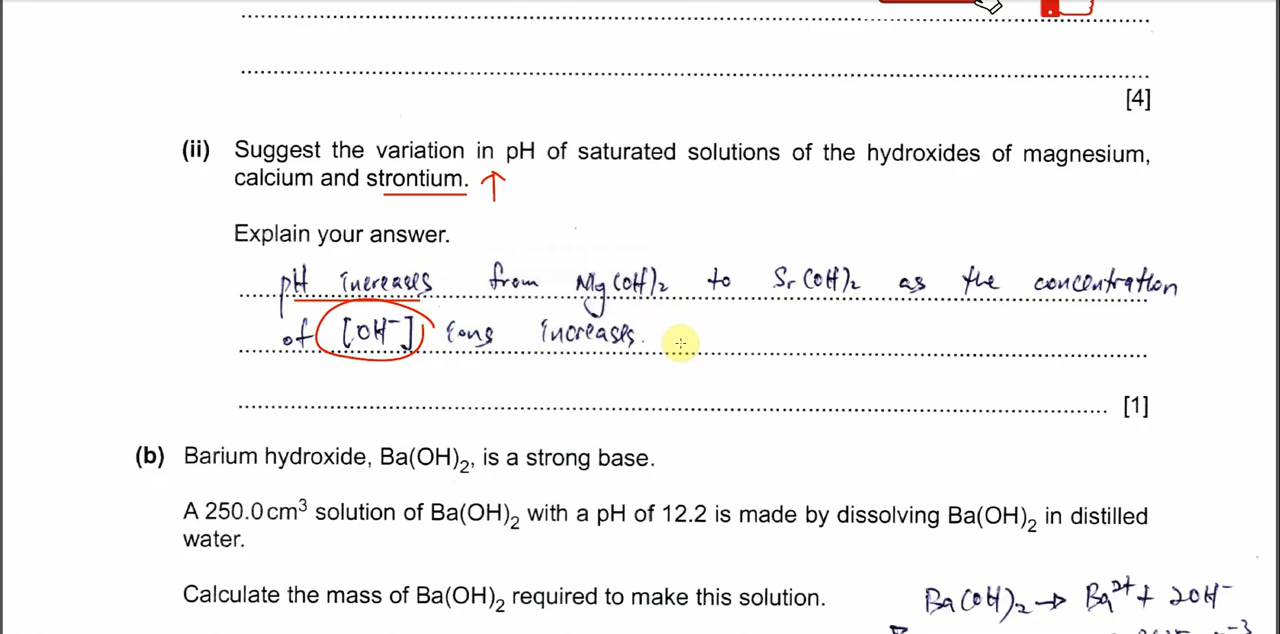 [4]
(ii) Suggest the variation in pH of saturated solutions of the hydroxides of magnesium,
calcium and strontium. ↑
Explain your answer.
pH increases from Mg(OH)₂ to Sr(OH)₂ as the concentration
of [OH⁻] ions increases.
[1]
(b) Barium hydroxide, Ba(OH)₂, is a strong base.
A 250.0 cm³ solution of Ba(OH)₂ with a pH of 12.2 is made by dissolving Ba(OH)₂ in distilled
water.
Calculate the mass of Ba(OH)₂ required to make this solution.
Ba(OH)₂ → Ba²⁺ + 2OH⁻